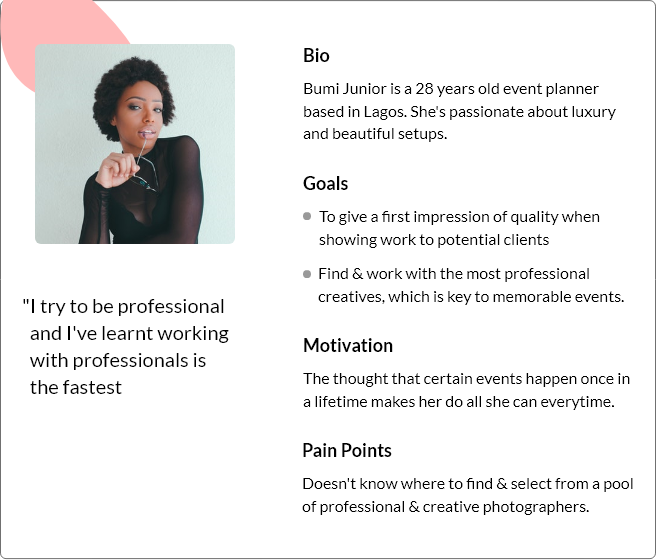 Bio
Bumi Junior is a 28 years old event planner
based in Lagos. She's passionate about luxury
and beautiful setups.
Goals
To give a first impression of quality when
showing work to potential clients
Find & work with the most professional
creatives, which is key to memorable events.
Motivation
The thought that certain events happen once in
a lifetime makes her do all she can everytime.
Pain Points
Doesn't know where to find & select from a pool
of professional & creative photographers.
"I try to be professional
and I've learnt working
with professionals is
the fastest